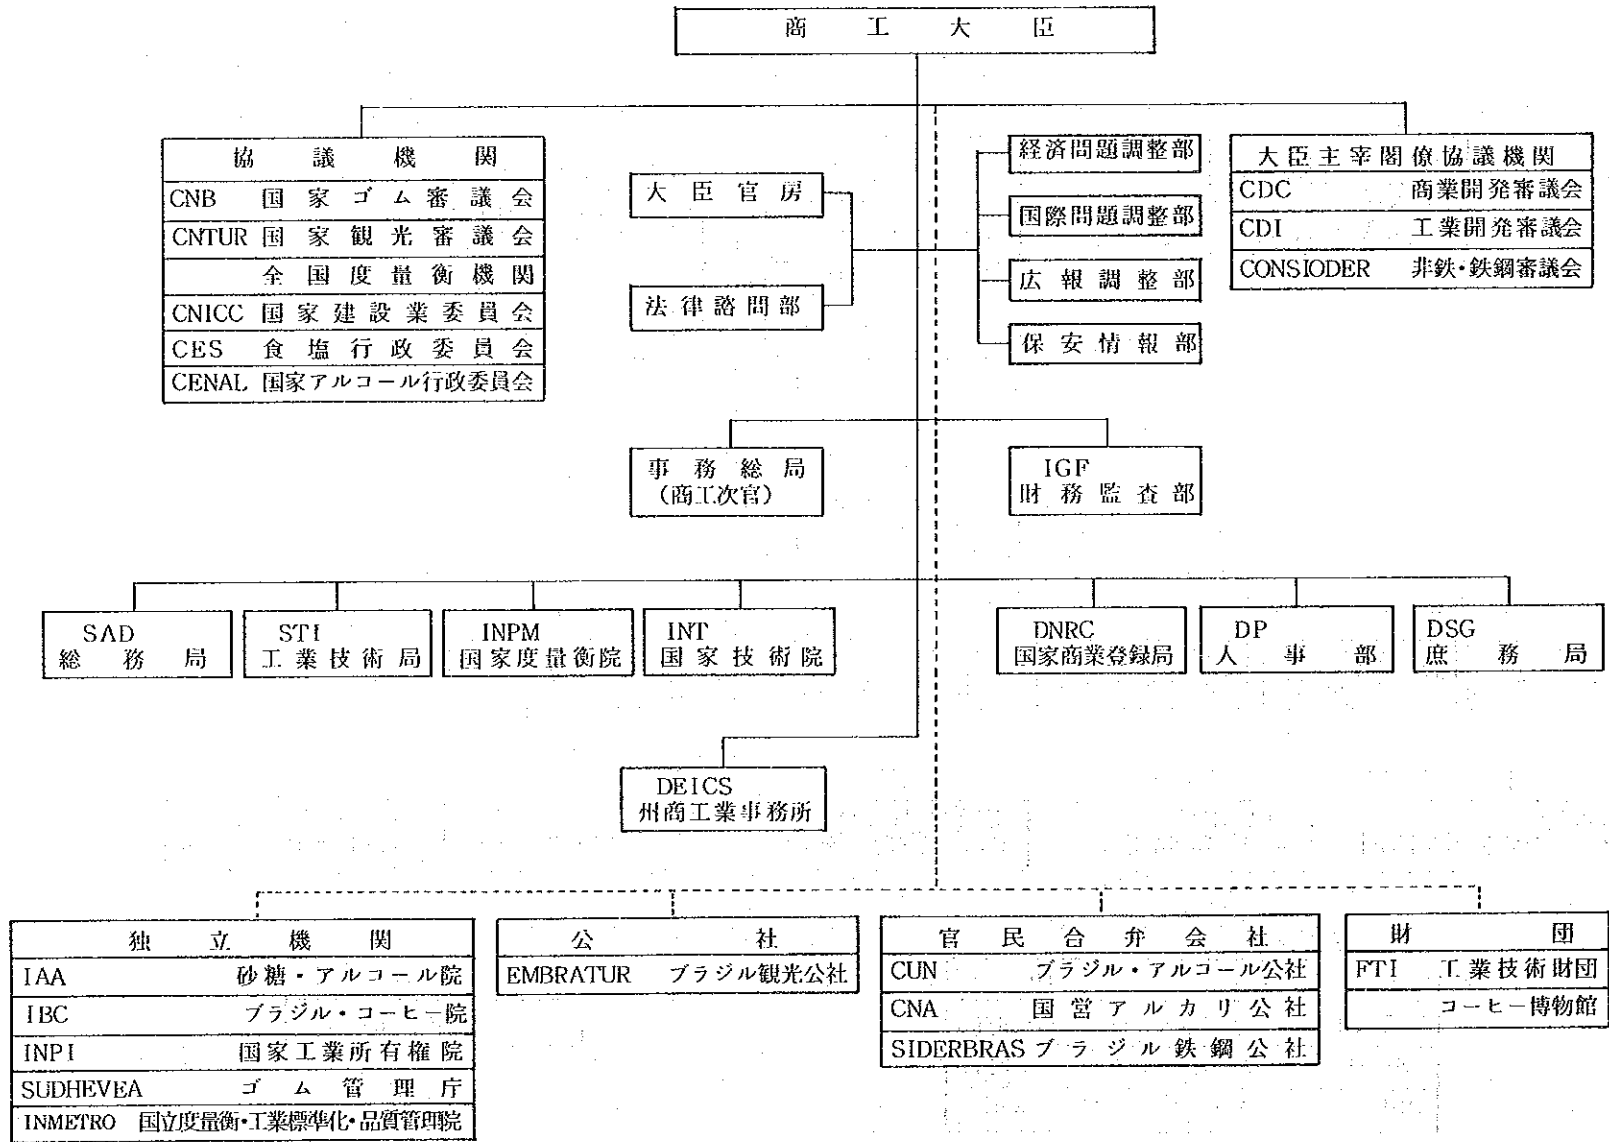 商工大臣
協議機関
CNB 国家ゴム審議会
CNTUR 国家観光審議会
全国度量衡機関
CNICC 国家建設業委員会
CES 食塩行政委員会
CENAL 国家アルコール行政委員会
大臣官房
法律諮問部
経済問題調整部
国際問題調整部
広報調整部
保安情報部
大臣主宰閣僚協議機関
CDC 商業開発審議会
CDI 工業開発審議会
CONSIODER 非鉄・鉄鋼審議会
事務総局
(商工次官)
IGF
財務監査部
SAD
総務局
STI
工業技術局
INPM
国家度量衡院
INT
国家技術院
DNRC
国家商業登録局
DP
人事部
DSG
庶務局
DEICS
州商工業事務所
独立機関
IAA 砂糖・アルコール院
IBC ブラジル・コーヒー院
INPI 国家工業所有権院
SUDHEVEA ゴム管理庁
INMETRO 国立度量衡・工業標準化・品質管理院
公社
EMBRATUR ブラジル観光公社
官民合弁会社
CUN ブラジル・アルコール公社
CNA 国営アルカリ公社
SIDERBRAS ブラジル鉄鋼公社
財団
FTI 工業技術財団
コーヒー博物館